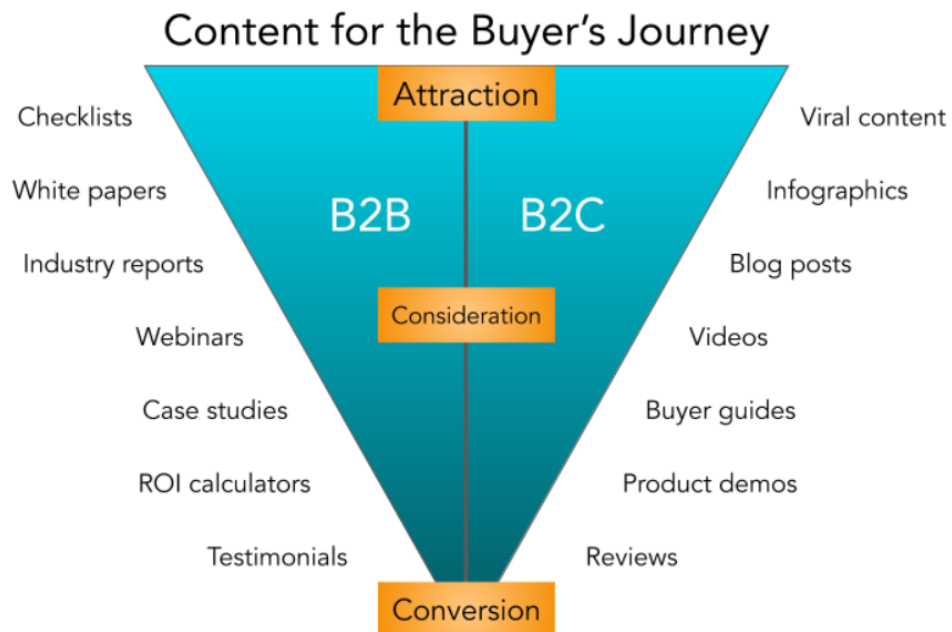 Content for the Buyer's Journey
Attraction
Checklists
Viral content
White papers
Infographics
B2B
B2C
Industry reports
Blog posts
Consideration
Webinars
Videos
Case studies
Buyer guides
ROI calculators
Product demos
Testimonials
Reviews
Conversion